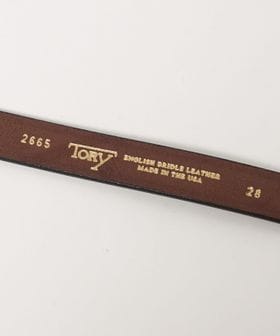 2665
TORY
ENGLISH BRIDLE LEATHER
MADE IN THE USA
28